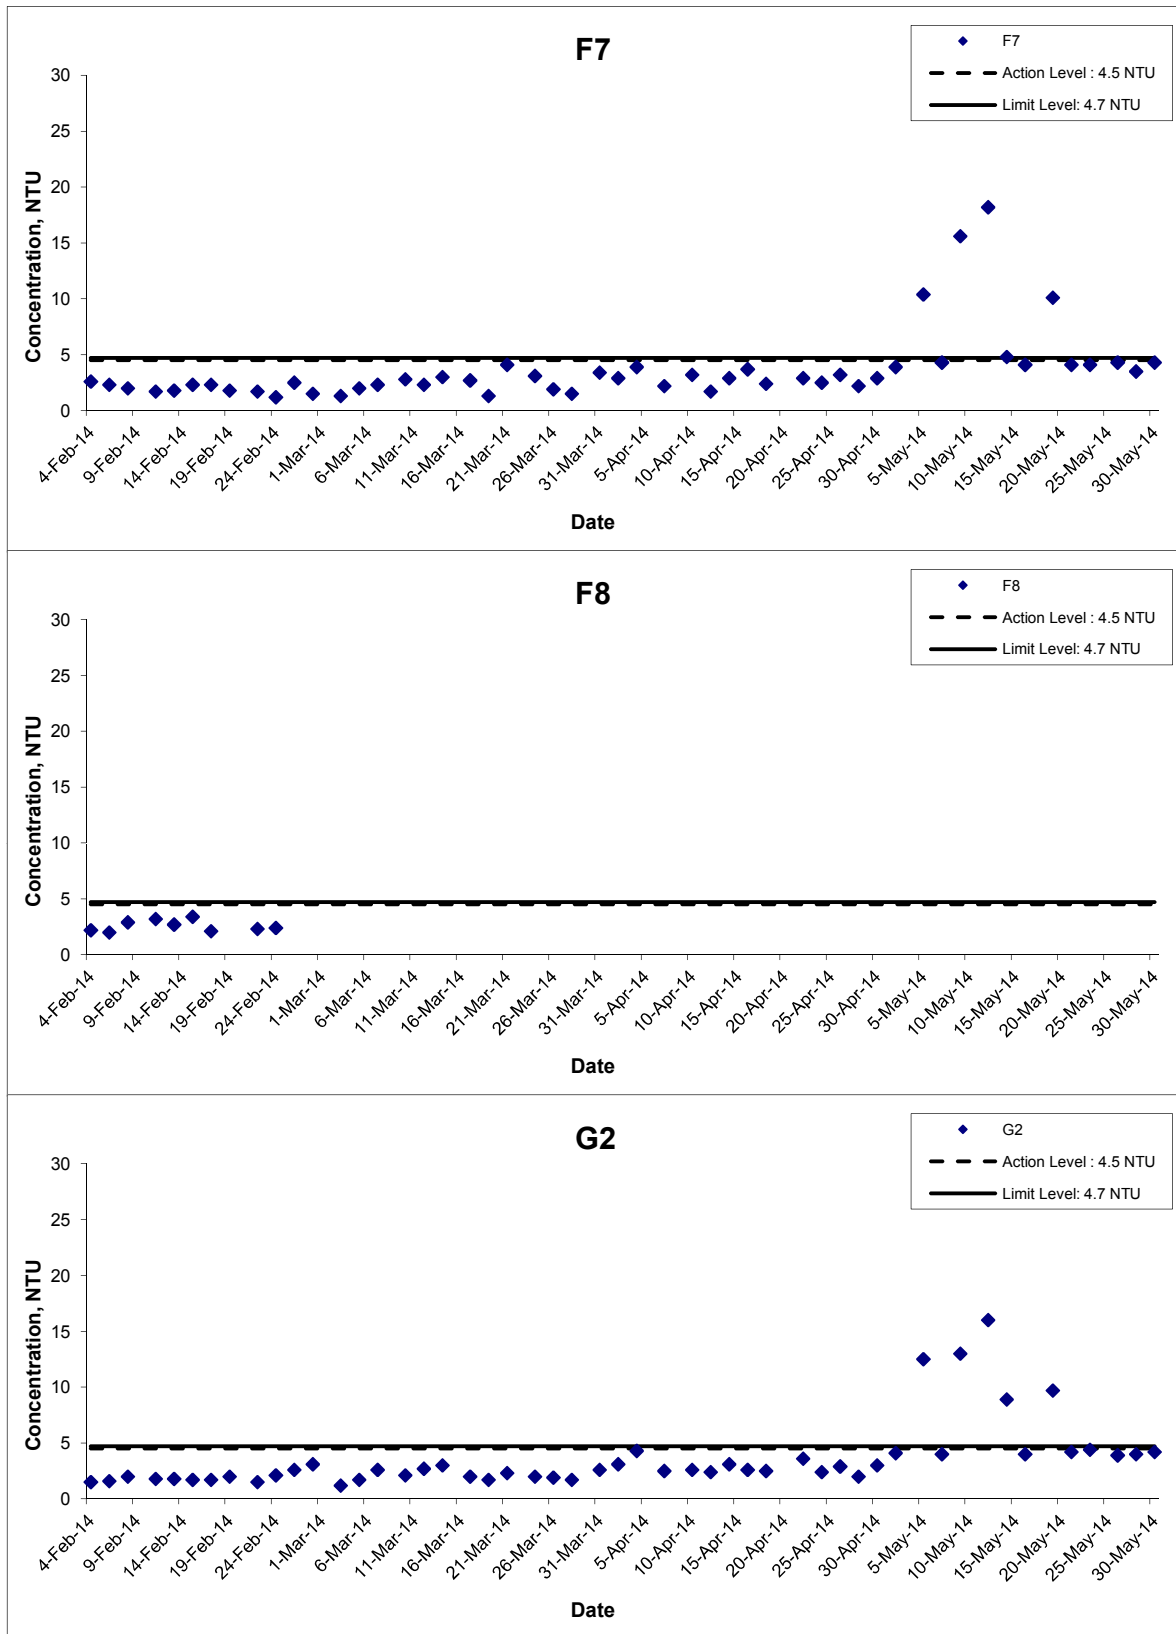 F7
F7
Action Level : 4.5 NTU
Limit Level: 4.7 NTU
Concentration, NTU
30
25
20
15
10
5
0
4-Feb-14
9-Feb-14
14-Feb-14
19-Feb-14
24-Feb-14
1-Mar-14
6-Mar-14
11-Mar-14
16-Mar-14
21-Mar-14
26-Mar-14
31-Mar-14
5-Apr-14
10-Apr-14
15-Apr-14
20-Apr-14
25-Apr-14
30-Apr-14
5-May-14
10-May-14
15-May-14
20-May-14
25-May-14
30-May-14
Date
F8
F8
Action Level : 4.5 NTU
Limit Level: 4.7 NTU
Concentration, NTU
30
25
20
15
10
5
0
4-Feb-14
9-Feb-14
14-Feb-14
19-Feb-14
24-Feb-14
1-Mar-14
6-Mar-14
11-Mar-14
16-Mar-14
21-Mar-14
26-Mar-14
31-Mar-14
5-Apr-14
10-Apr-14
15-Apr-14
20-Apr-14
25-Apr-14
30-Apr-14
5-May-14
10-May-14
15-May-14
20-May-14
25-May-14
30-May-14
Date
G2
G2
Action Level : 4.5 NTU
Limit Level: 4.7 NTU
Concentration, NTU
30
25
20
15
10
5
0
4-Feb-14
9-Feb-14
14-Feb-14
19-Feb-14
24-Feb-14
1-Mar-14
6-Mar-14
11-Mar-14
16-Mar-14
21-Mar-14
26-Mar-14
31-Mar-14
5-Apr-14
10-Apr-14
15-Apr-14
20-Apr-14
25-Apr-14
30-Apr-14
5-May-14
10-May-14
15-May-14
20-May-14
25-May-14
30-May-14
Date